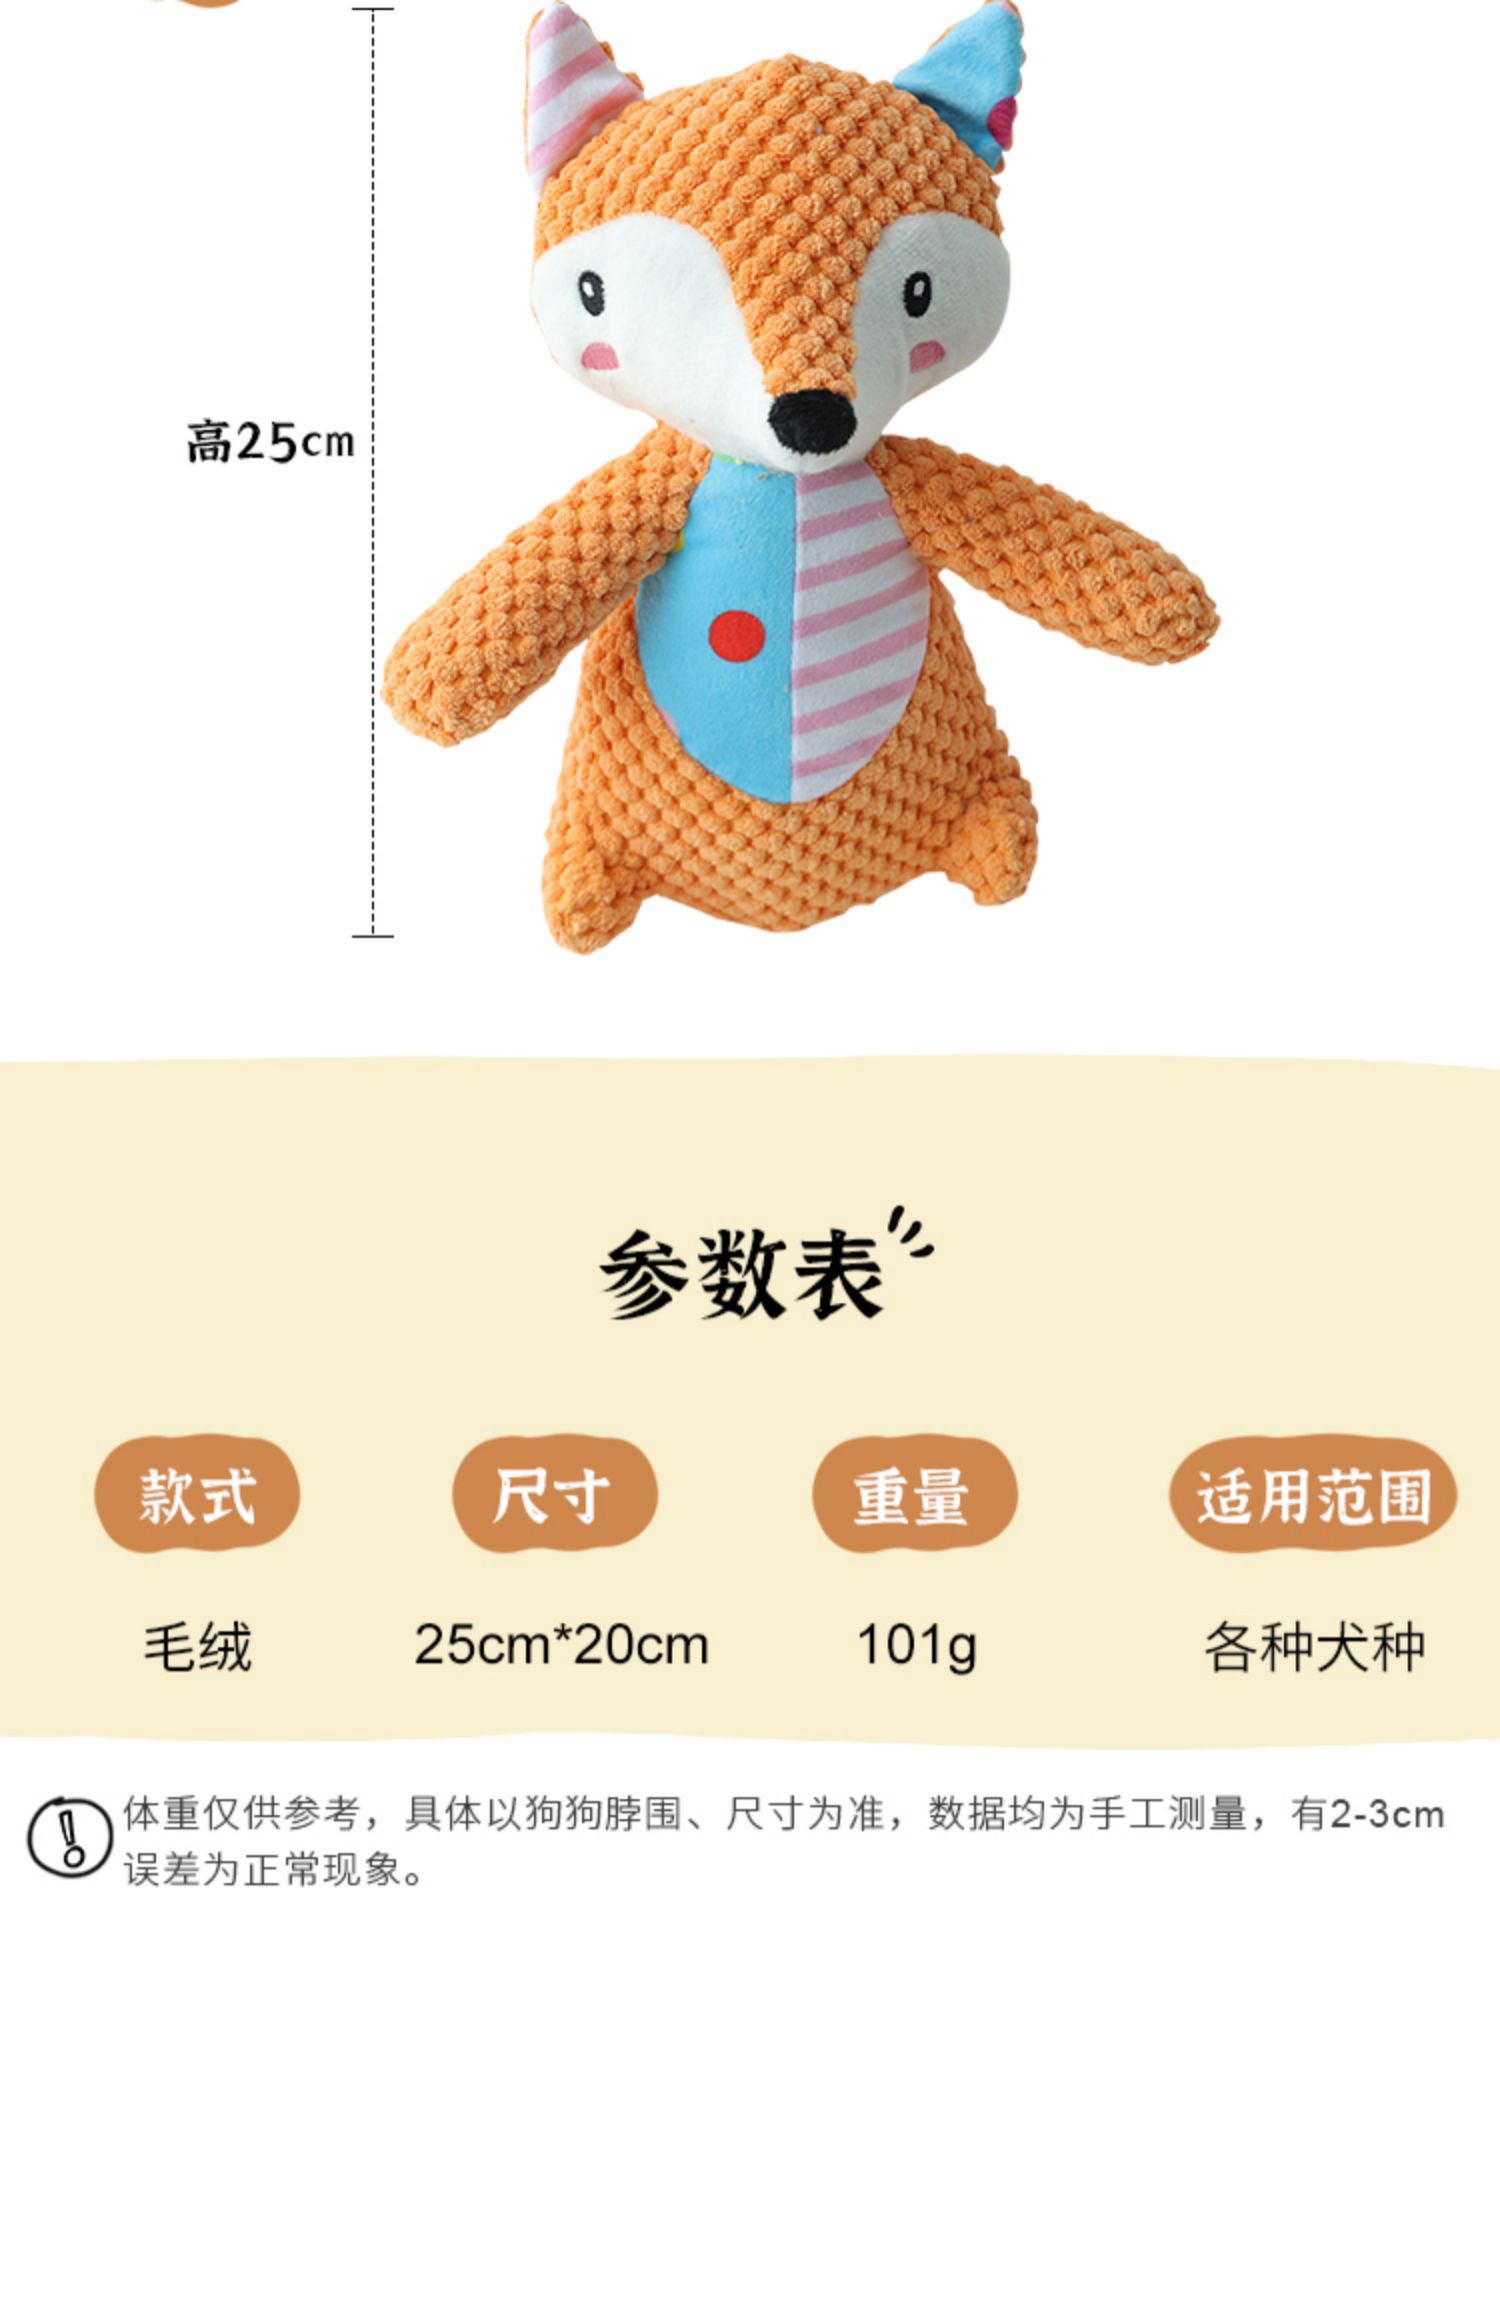 高25cm
参数表
款式 尺寸 重量 适用范围
毛绒 25cm*20cm 101g 各种犬种
体重仅供参考，具体以狗狗脖围、尺寸为准，数据均为手工测量，有2-3cm
误差为正常现象。